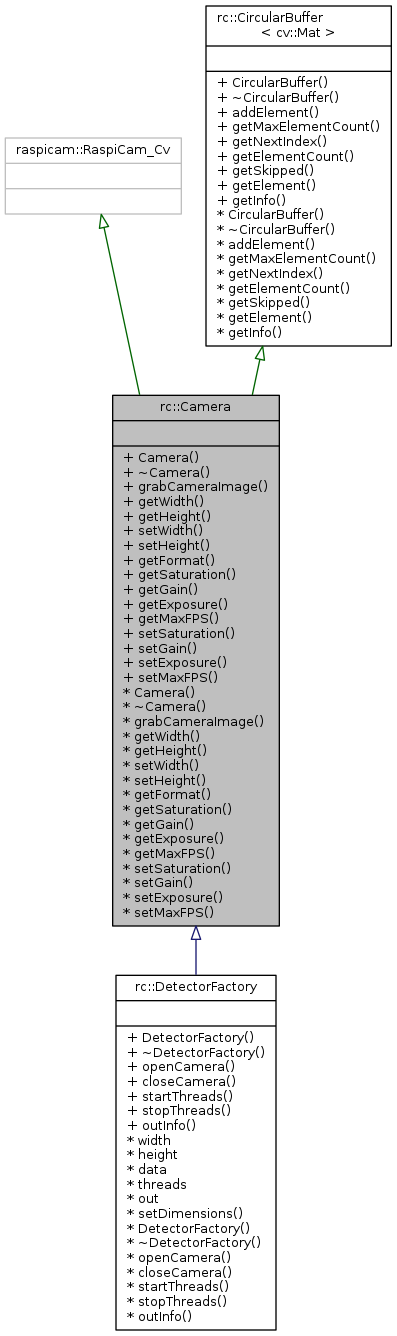 rc::CircularBuffer
< cv::Mat >
+ CircularBuffer()
+ ~CircularBuffer()
+ addElement()
+ getMaxElementCount()
+ getNextIndex()
+ getElementCount()
+ getSkipped()
+ getElement()
+ getInfo()
* CircularBuffer()
* ~CircularBuffer()
* addElement()
* getMaxElementCount()
* getNextIndex()
* getElementCount()
* getSkipped()
* getElement()
* getInfo()
raspicam::RaspiCam_Cv
rc::Camera
+ Camera()
+ ~Camera()
+ grabCameraImage()
+ getWidth()
+ getHeight()
+ setWidth()
+ setHeight()
+ getFormat()
+ getSaturation()
+ getGain()
+ getExposure()
+ getMaxFPS()
+ setSaturation()
+ setGain()
+ setExposure()
+ setMaxFPS()
* Camera()
* ~Camera()
* grabCameraImage()
* getWidth()
* getHeight()
* setWidth()
* setHeight()
* getFormat()
* getSaturation()
* getGain()
* getExposure()
* getMaxFPS()
* setSaturation()
* setGain()
* setExposure()
* setMaxFPS()
rc::DetectorFactory
+ DetectorFactory()
+ ~DetectorFactory()
+ openCamera()
+ closeCamera()
+ startThreads()
+ stopThreads()
+ outInfo()
* width
* height
* data
* threads
* out
* setDimensions()
* DetectorFactory()
* ~DetectorFactory()
* openCamera()
* closeCamera()
* startThreads()
* stopThreads()
* outInfo()